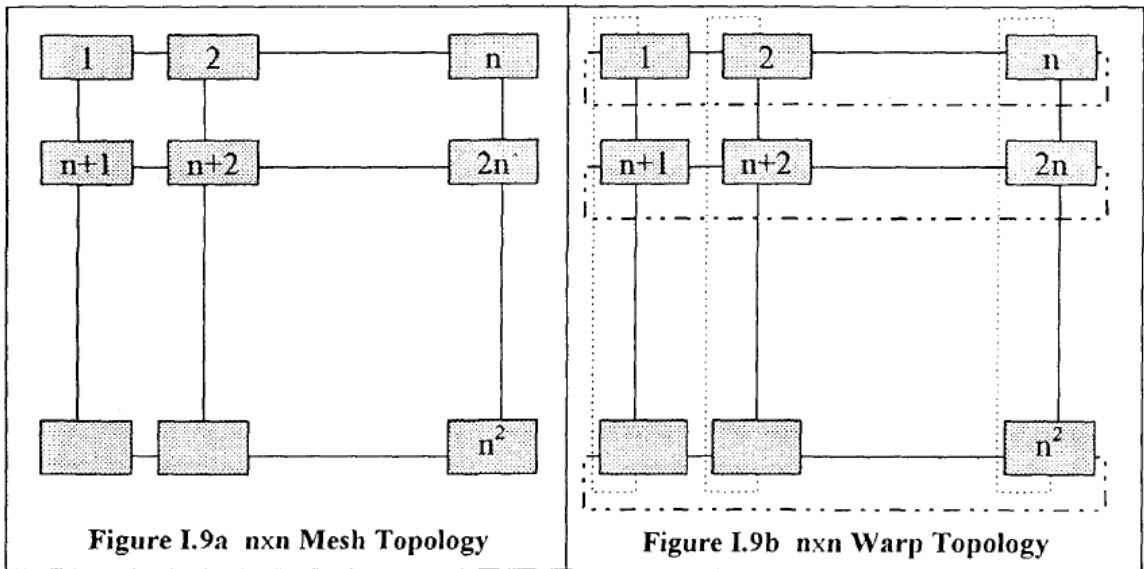 1 2 n
n+1 n+2 2n
n²
Figure I.9a nxn Mesh Topology
1 2 n
n+1 n+2 2n
n²
Figure I.9b nxn Warp Topology